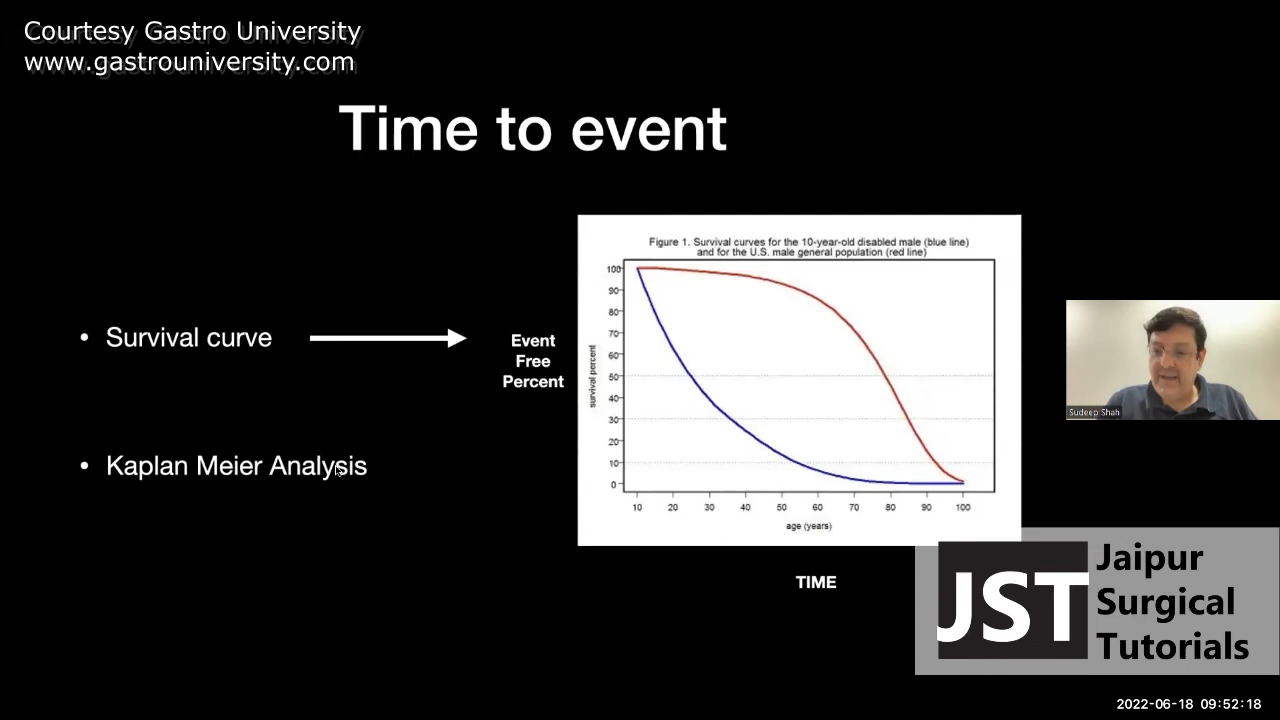 Courtesy Gastro University
www.gastrouniversity.com
Time to event
• Survival curve
• Kaplan Meier Analysis
Event
Free
Percent
Figure 1. Survival curves for the 10-year-old disabled male (blue line)
and for the U.S. male general population (red line)
survival percent
100
90
80
70
60
50
40
30
20
10
0
10 20 30 40 50 60 70 80 90 100
age (years)
TIME
Sudeep Shah
JST
Jaipur
Surgical
Tutorials
2022-06-18 09:52:18